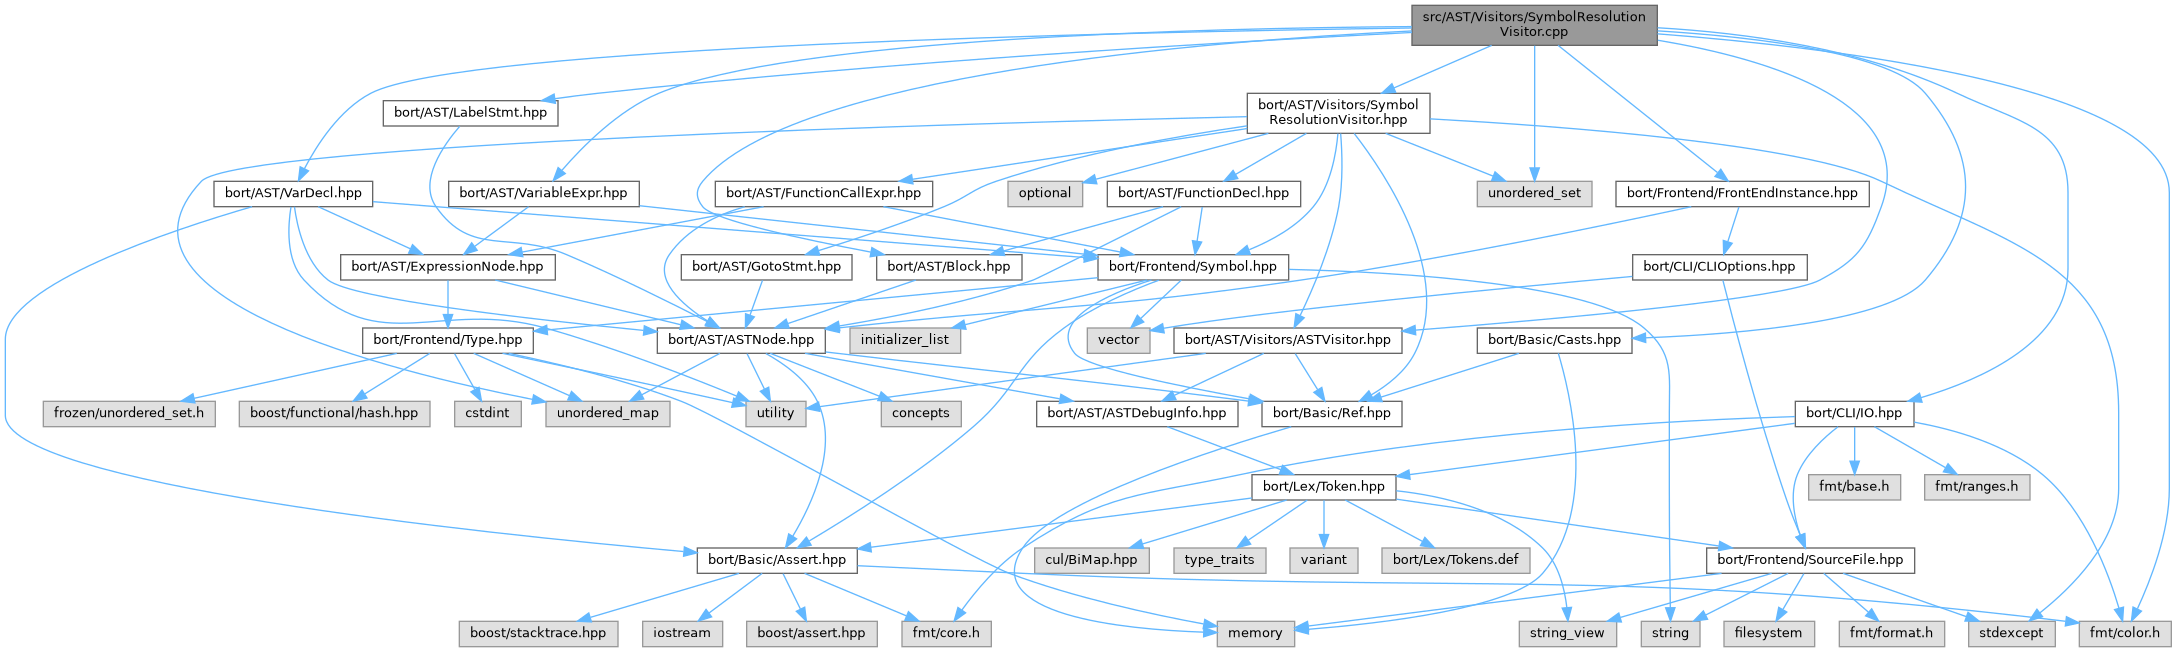 src/AST/Visitors/SymbolResolution
Visitor.cpp
bort/AST/LabelStmt.hpp
bort/AST/Visitors/Symbol
ResolutionVisitor.hpp
bort/AST/VarDecl.hpp
bort/AST/VariableExpr.hpp
bort/AST/FunctionCallExpr.hpp
optional
bort/AST/FunctionDecl.hpp
unordered_set
bort/Frontend/FrontEndInstance.hpp
bort/AST/ExpressionNode.hpp
bort/AST/GotoStmt.hpp
bort/AST/Block.hpp
bort/Frontend/Symbol.hpp
bort/CLI/CLIOptions.hpp
bort/Frontend/Type.hpp
bort/AST/ASTNode.hpp
initializer_list
vector
bort/AST/Visitors/ASTVisitor.hpp
bort/Basic/Casts.hpp
frozen/unordered_set.h
boost/functional/hash.hpp
cstdint
unordered_map
utility
concepts
bort/AST/ASTDebugInfo.hpp
bort/Basic/Ref.hpp
bort/CLI/IO.hpp
bort/Lex/Token.hpp
fmt/base.h
fmt/ranges.h
bort/Basic/Assert.hpp
cul/BiMap.hpp
type_traits
variant
bort/Lex/Tokens.def
bort/Frontend/SourceFile.hpp
boost/stacktrace.hpp
iostream
boost/assert.hpp
fmt/core.h
memory
string_view
string
filesystem
fmt/format.h
stdexcept
fmt/color.h